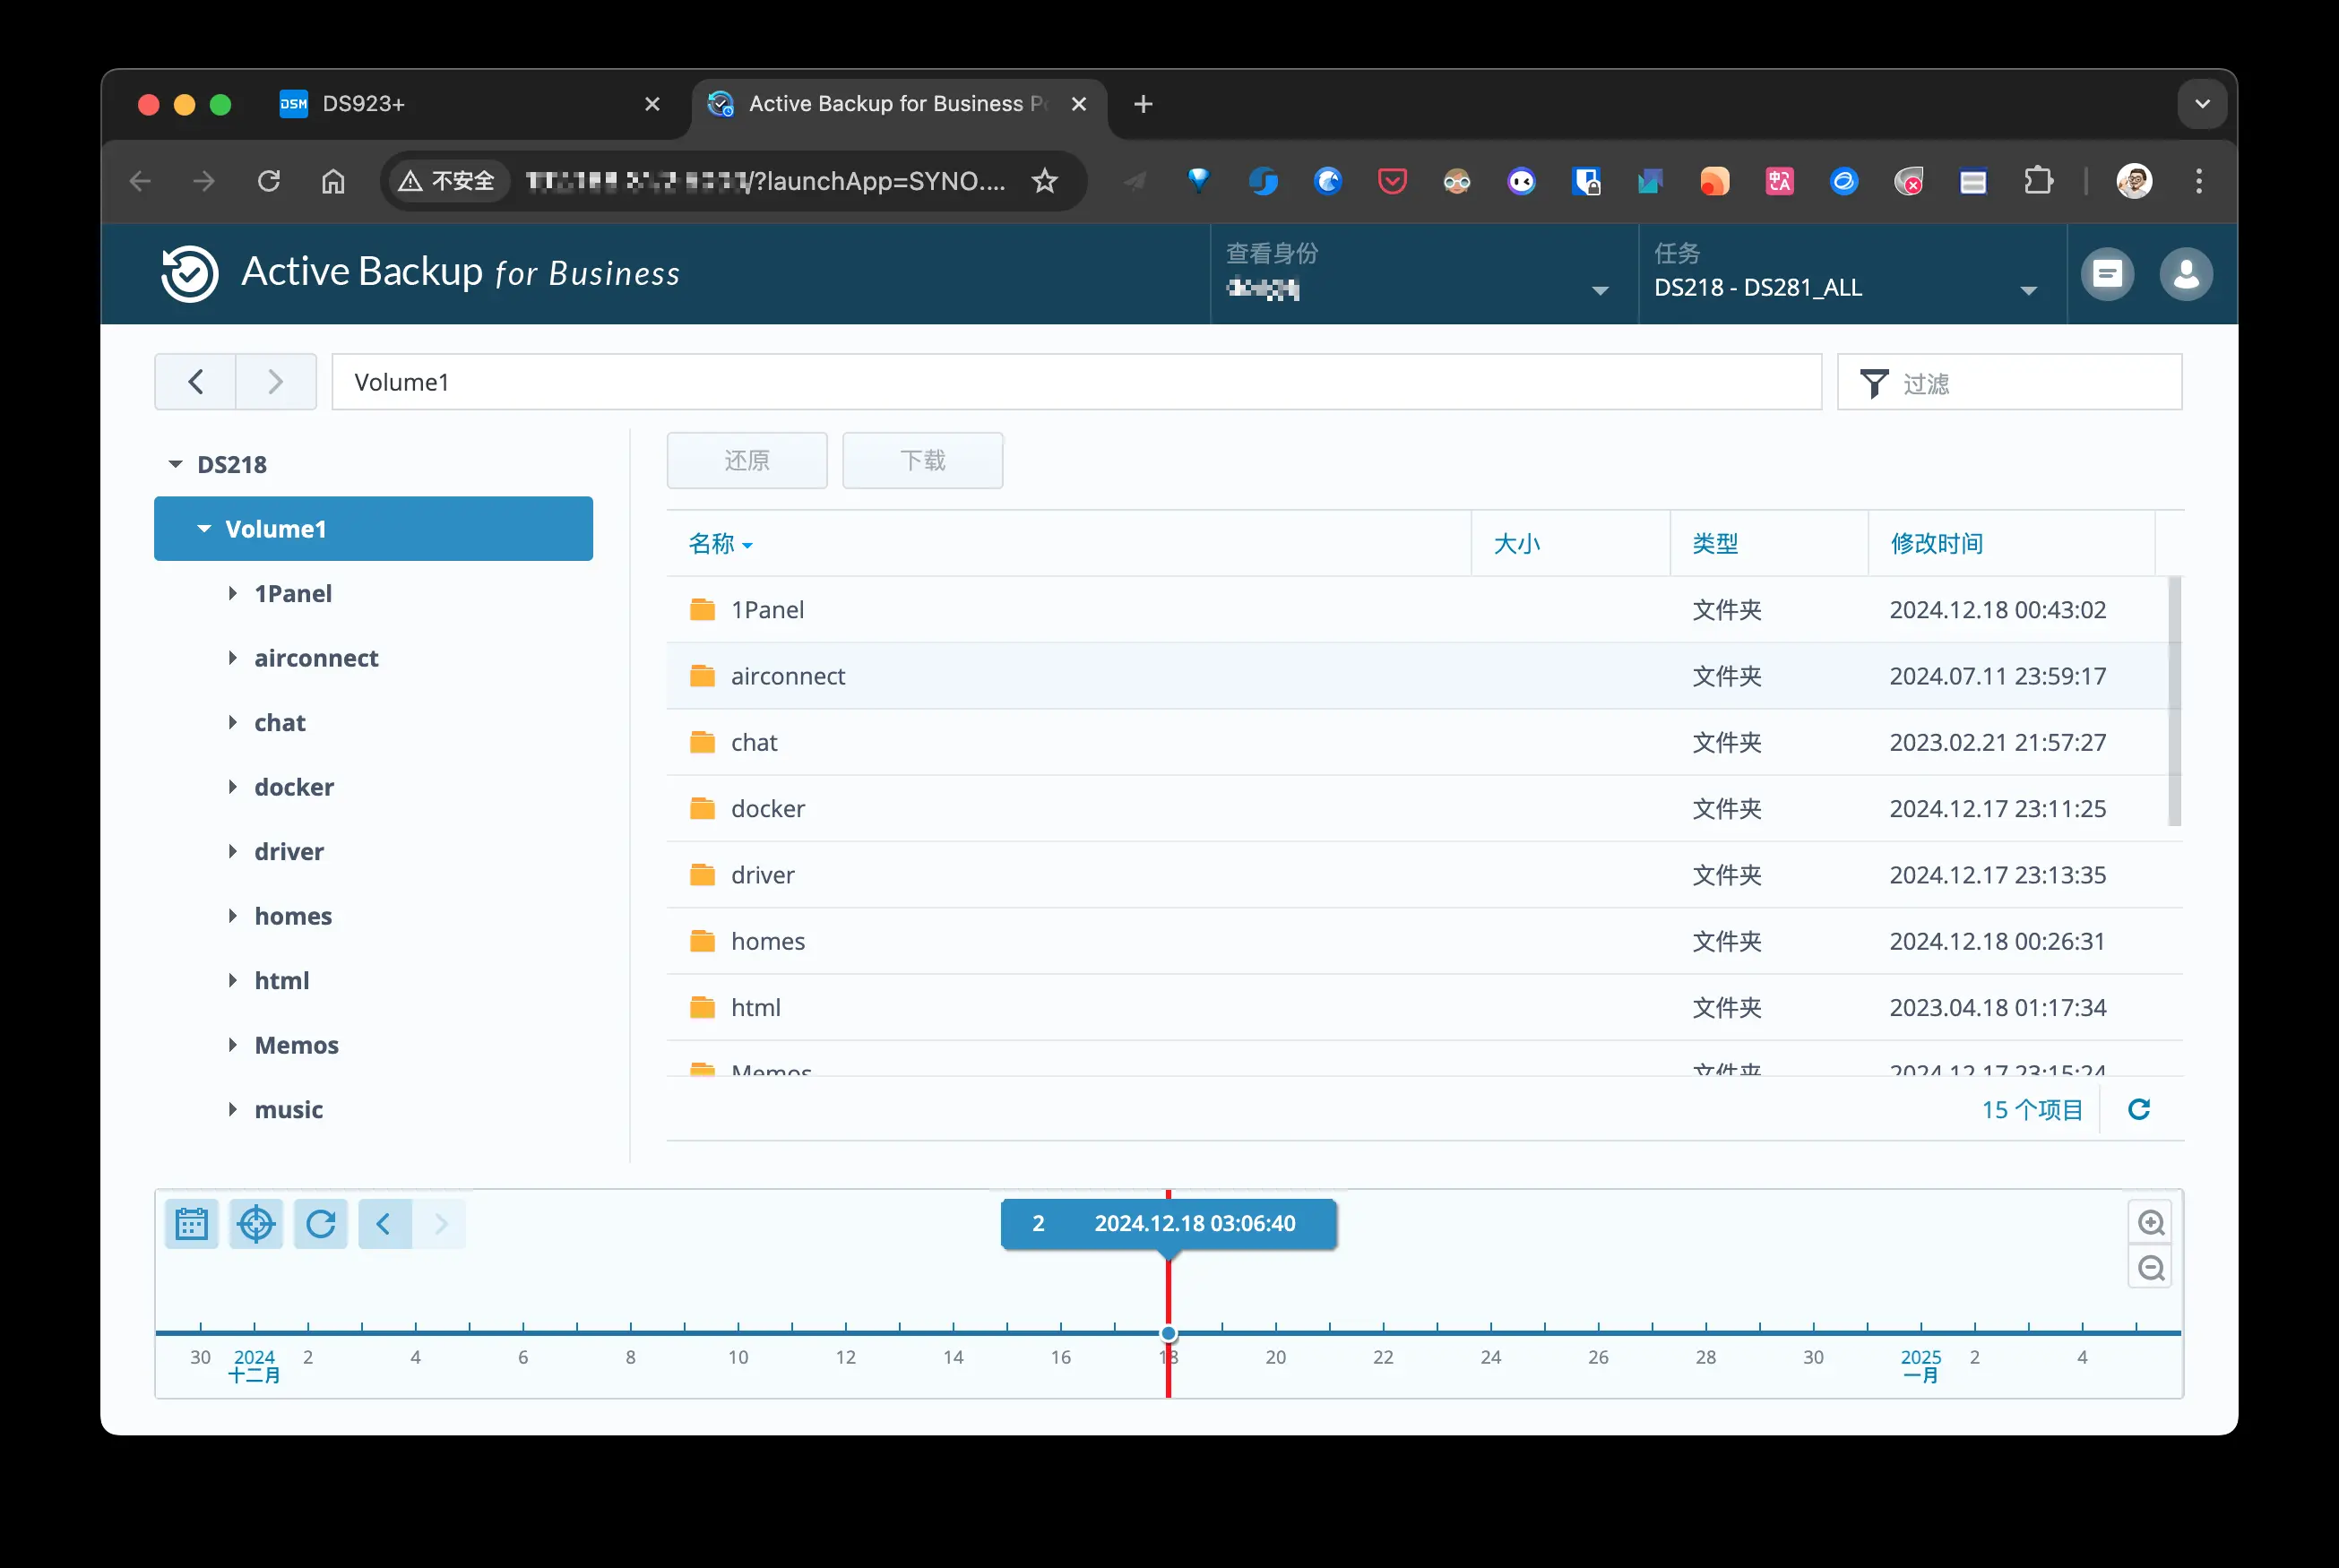 DSM DS923+
Active Backup for Business
不安全
/?launchApp=SYNO....
Active Backup for Business
查看身份
任务
DS218 - DS281_ALL
Volume1
过滤
DS218
Volume1
1Panel
airconnect
chat
docker
driver
homes
html
Memos
music
还原
下载
名称 大小 类型 修改时间
1Panel 文件夹 2024.12.18 00:43:02
airconnect 文件夹 2024.07.11 23:59:17
chat 文件夹 2023.02.21 21:57:27
docker 文件夹 2024.12.17 23:11:25
driver 文件夹 2024.12.17 23:13:35
homes 文件夹 2024.12.18 00:26:31
html 文件夹 2023.04.18 01:17:34
Memos 文件夹 2024.12.17 23:15:24
15 个项目
2 2024.12.18 03:06:40
30 2024 2 4 6 8 10 12 14 16 18 20 22 24 26 28 30 2025 2 4
十二月 一月